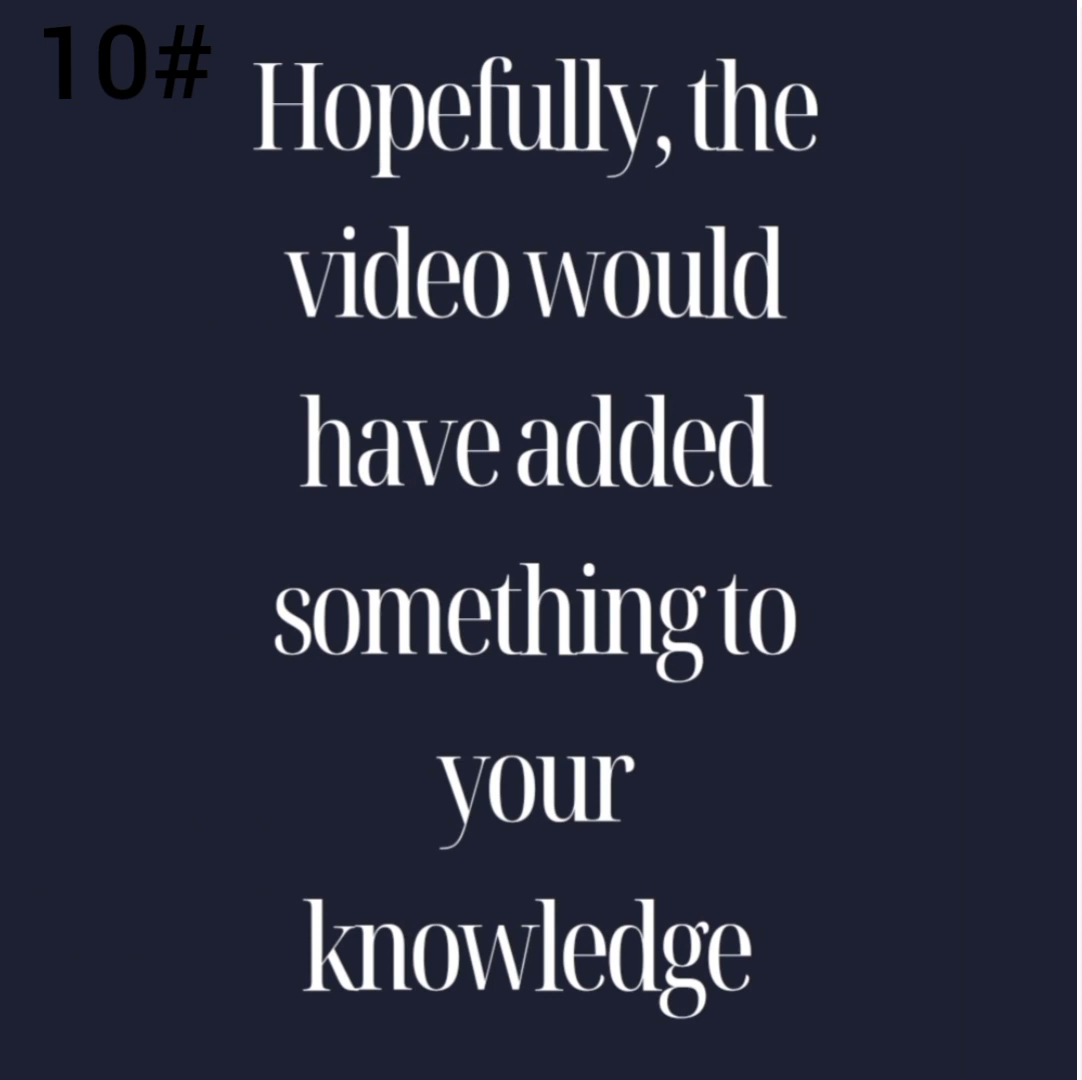 10#
Hopefully, the
video would
have added
something to
your
knowledge